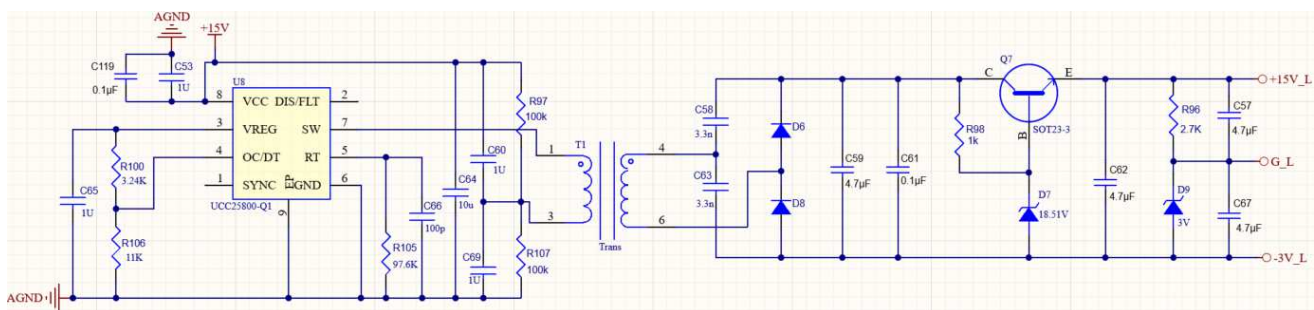 AGND
+15V
C119
0.1µF
C53
1U
U8
8
VCC
DIS/FLT
2
3
VREG
SW
7
4
OC/DT
RT
5
1
SYNC
EP
GND
6
9
UCC25800-Q1
C65
1U
R100
3.24K
R106
11K
AGND
R105
97.6K
C66
100p
C64
10u
C60
1U
C69
1U
R97
100k
R107
100k
T1
1
3
4
6
Trans
C58
3.3n
C63
3.3n
D6
D8
C59
4.7µF
C61
0.1µF
R98
1k
Q7
C
E
B
SOT23-3
D7
18.51V
C62
4.7µF
R96
2.7K
D9
3V
C57
4.7µF
C67
4.7µF
+15V_L
G_L
-3V_L